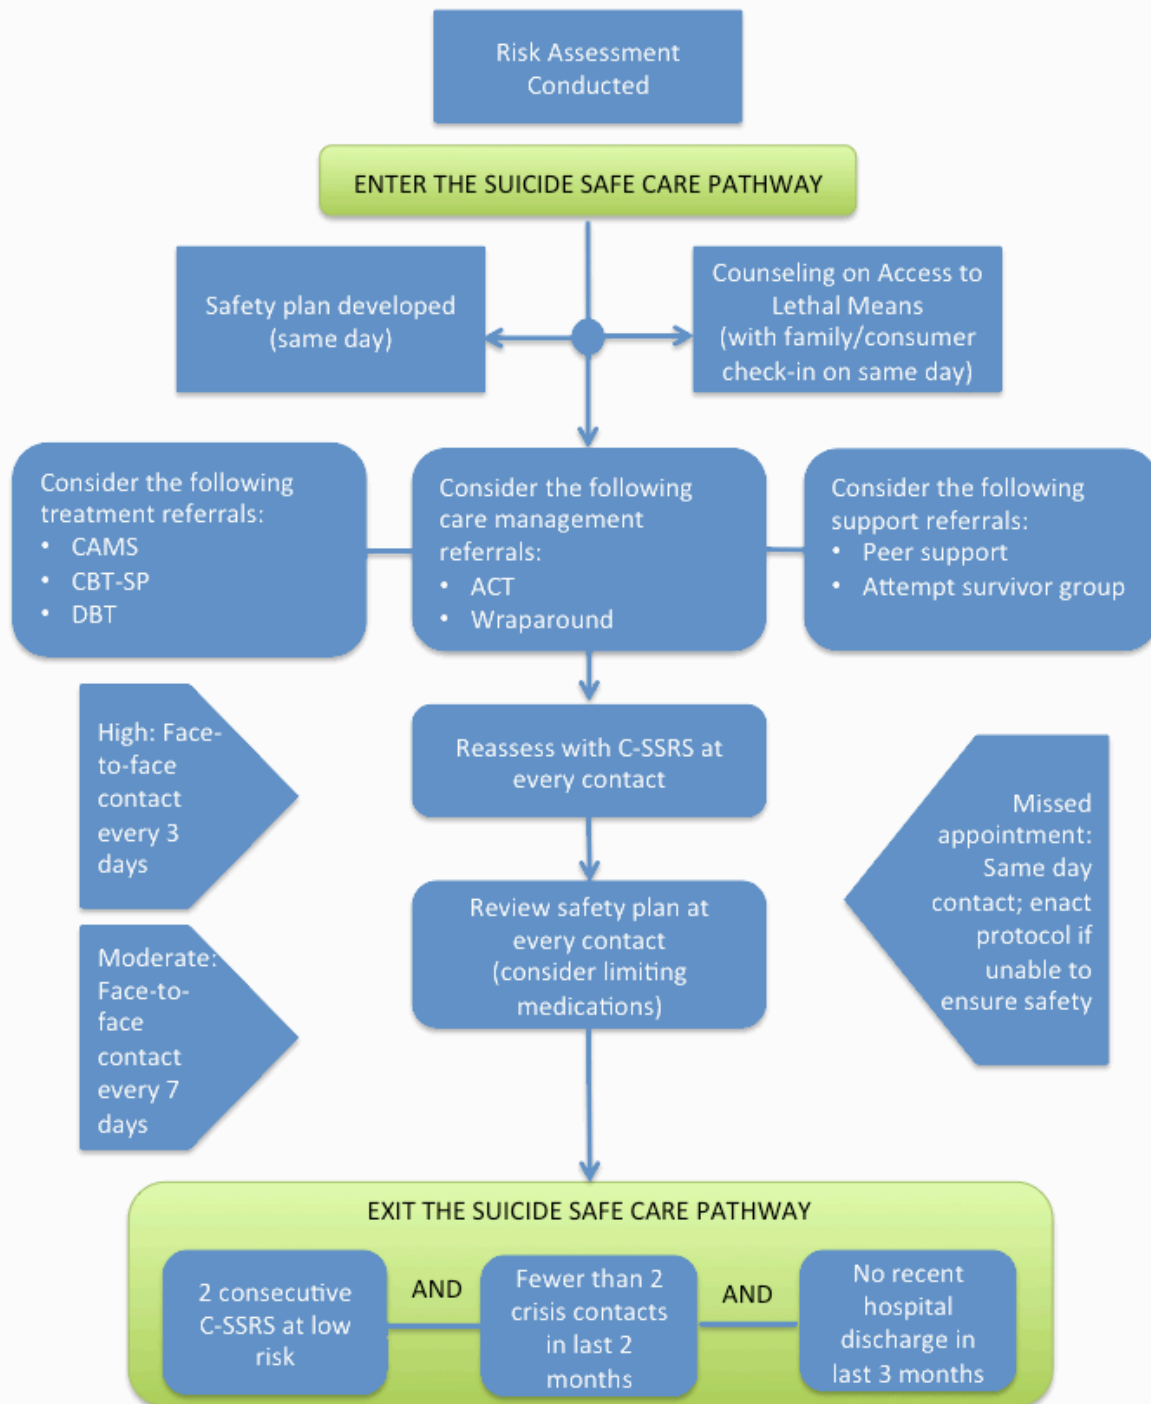 Risk Assessment
Conducted
ENTER THE SUICIDE SAFE CARE PATHWAY
Safety plan developed
(same day)
Counseling on Access to
Lethal Means
(with family/consumer
check-in on same day)
Consider the following
treatment referrals:
• CAMS
• CBT-SP
• DBT
Consider the following
care management
referrals:
• ACT
• Wraparound
Consider the following
support referrals:
• Peer support
• Attempt survivor group
High: Face-
to-face
contact
every 3
days
Reassess with C-SSRS at
every contact
Missed
appointment:
Same day
contact; enact
protocol if
unable to
ensure safety
Moderate:
Face-to-
face
contact
every 7
days
Review safety plan at
every contact
(consider limiting
medications)
EXIT THE SUICIDE SAFE CARE PATHWAY
2 consecutive
C-SSRS at low
risk
AND
Fewer than 2
crisis contacts
in last 2
months
AND
No recent
hospital
discharge in
last 3 months